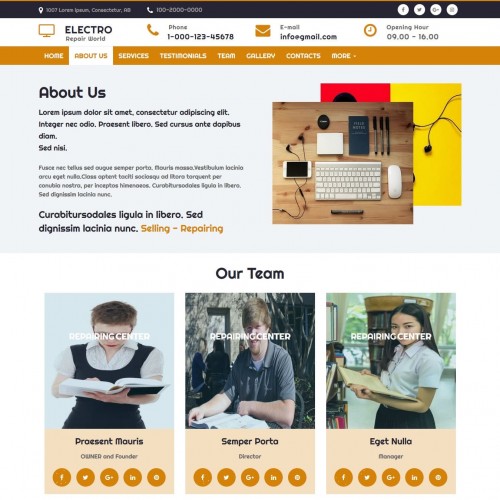 1007 Lorem Ipsum, Consectetur, AB
100-2000-0000
ELECTRO
Repair World
Phone
1-000-123-45678
E-mail
info@gmail.com
Opening Hour
09.00 - 16.00
HOME ABOUT US SERVICES TESTIMONIALS TEAM GALLERY CONTACTS MORE
About Us
Lorem ipsum dolor sit amet, consectetur adipiscing elit.
Integer nec odio. Praesent libero. Sed cursus ante dapibus
diam.
Sed nisi.
Fusce nec tellus sed augue semper porta. Mauris massa.Vestibulum lacinia
arcu eget nulla.Class aptent taciti sociosqu ad litora torquent per
conubia nostra, per inceptos himenaeos. Curabitursodales ligula in libero.
Sed dignissim lacinia nunc.
Curabitursodales ligula in libero. Sed
dignissim lacinia nunc. Selling - Repairing
FIELD NOTES
Our Team
REPAIRING CENTER
REPAIRING CENTER
REPAIRING CENTER
Praesent Mauris
OWNER and Founder
Semper Porta
Director
Eget Nulla
Manager